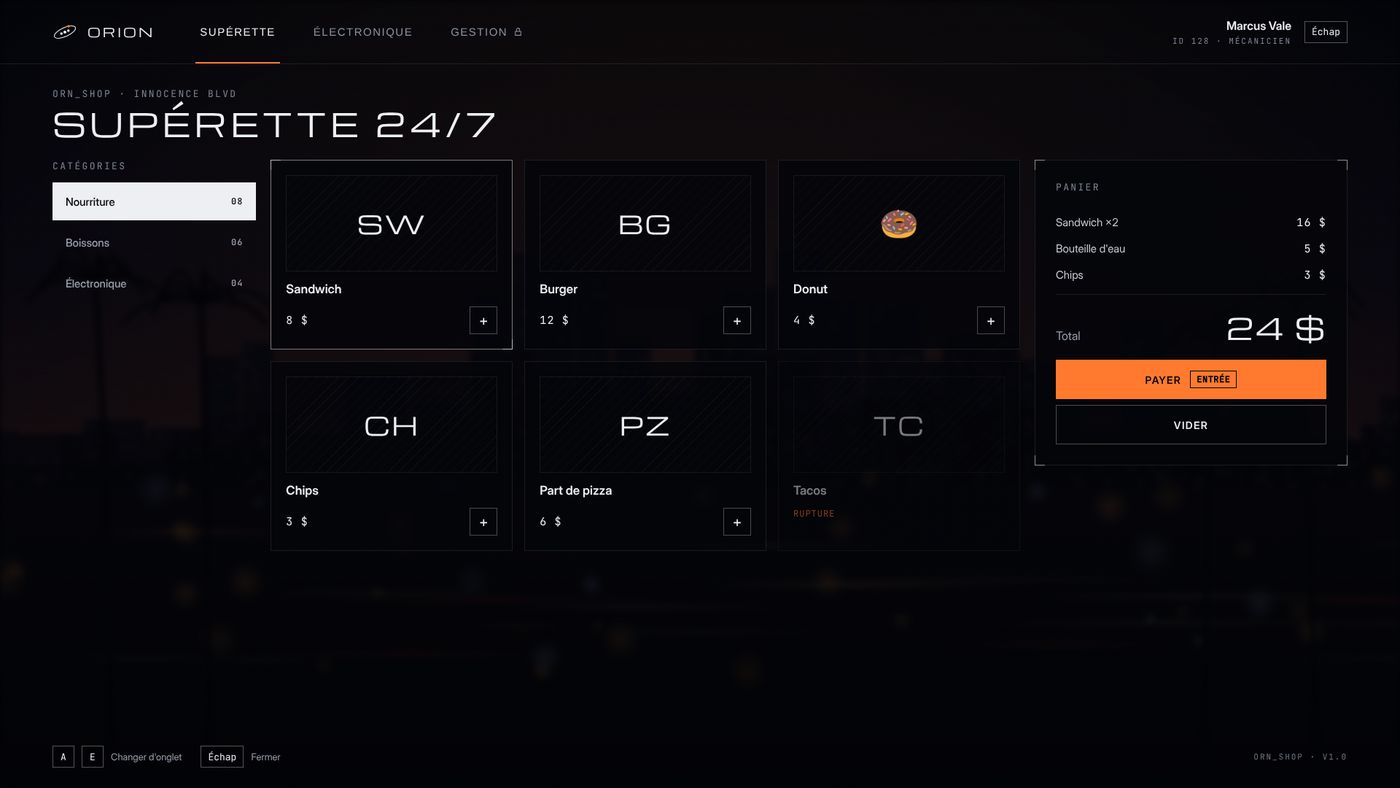 ORION
SUPÉRETTE
ÉLECTRONIQUE
GESTION
Marcus Vale
ID 128 · MÉCANICIEN
Échap
ORN_SHOP · INNOCENCE BLVD
SUPÉRETTE 24/7
CATÉGORIES
Nourriture 08
Boissons 06
Électronique 04
SW
Sandwich
8 $
+
BG
Burger
12 $
+
Donut
4 $
+
CH
Chips
3 $
+
PZ
Part de pizza
6 $
+
TC
Tacos
RUPTURE
PANIER
Sandwich ×2 16 $
Bouteille d'eau 5 $
Chips 3 $
Total 24 $
PAYER ENTRÉE
VIDER
A E Changer d'onglet Échap Fermer
ORN_SHOP · V1.0